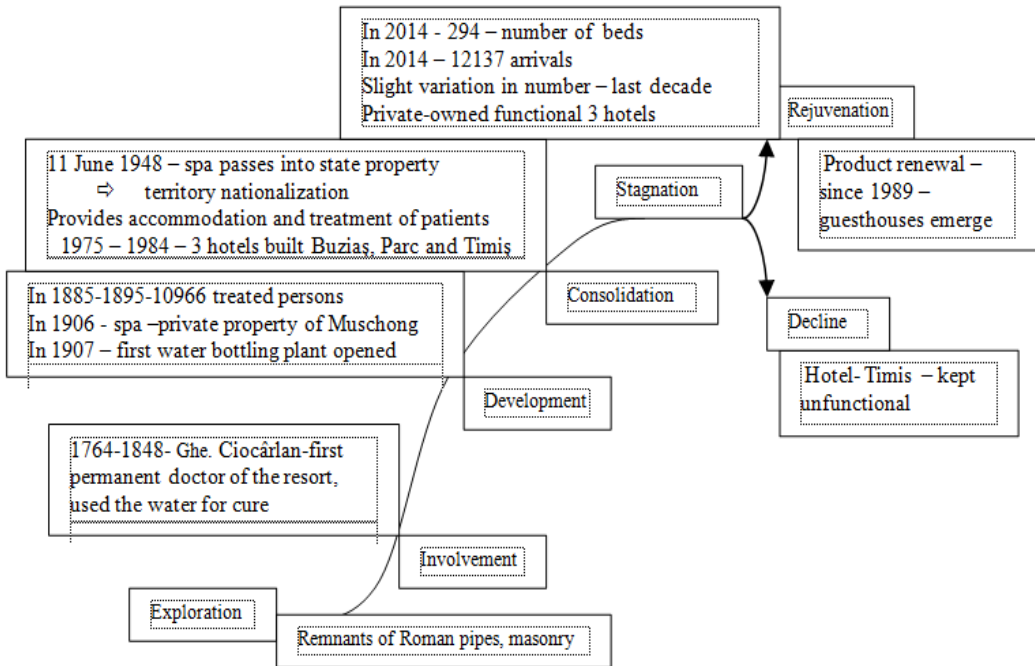 In 2014 - 294 – number of beds
In 2014 – 12137 arrivals
Slight variation in number – last decade
Private-owned functional 3 hotels
Rejuvenation
Product renewal –
since 1989 –
guesthouses emerge
11 June 1948 – spa passes into state property
⇨ territory nationalization
Provides accommodation and treatment of patients
1975 – 1984 – 3 hotels built Buziaş, Parc and Timiş
Stagnation
Consolidation
In 1885-1895-10966 treated persons
In 1906 - spa –private property of Muschong
In 1907 – first water bottling plant opened
Decline
Hotel- Timis – kept
unfunctional
Development
1764-1848- Ghe. Ciocârlan-first
permanent doctor of the resort,
used the water for cure
Involvement
Exploration
Remnants of Roman pipes, masonry